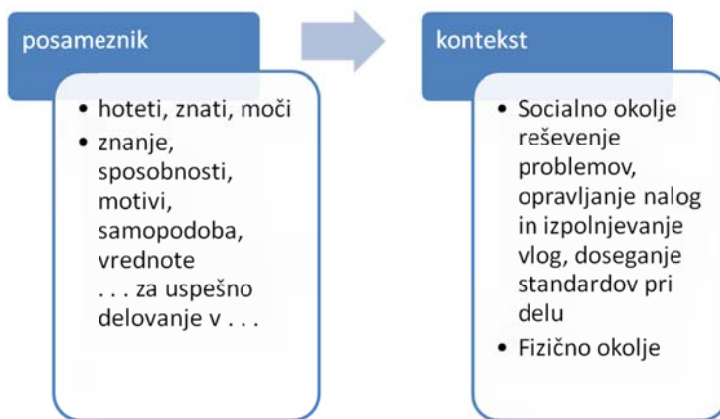 posameznik
• hoteti, znati, moči
• znanje,
sposobnosti,
motivi,
samopodoba,
vrednote
. . . za uspešno
delovanje v . . .
kontekst
• Socialno okolje
reševenje
problemov,
opravljanje nalog
in izpolnjevanje
vlog, doseganje
standardov pri
delu
• Fizično okolje